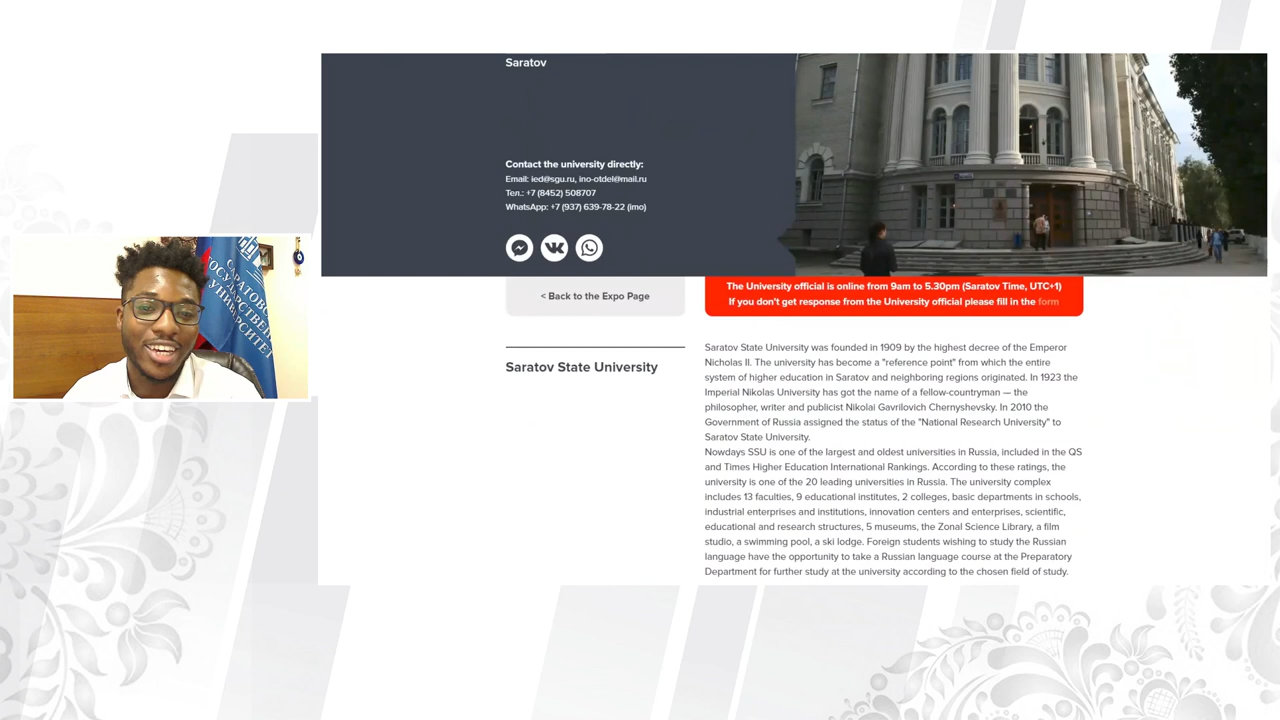 Saratov
Contact the university directly:
Email: ied@sgu.ru, ino-otdel@mail.ru
Тел.: +7 (8452) 508707
WhatsApp: +7 (937) 639-78-22 (imo)
< Back to the Expo Page
The University official is online from 9am to 5.30pm (Saratov Time, UTC+1)
If you don't get response from the University official please fill in the form
Saratov State University
Saratov State University was founded in 1909 by the highest decree of the Emperor
Nicholas II. The university has become a "reference point" from which the entire
system of higher education in Saratov and neighboring regions originated. In 1923 the
Imperial Nikolas University has got the name of a fellow-countryman — the
philosopher, writer and publicist Nikolai Gavrilovich Chernyshevsky. In 2010 the
Government of Russia assigned the status of the "National Research University" to
Saratov State University.
Nowdays SSU is one of the largest and oldest universities in Russia, included in the QS
and Times Higher Education International Rankings. According to these ratings, the
university is one of the 20 leading universities in Russia. The university complex
includes 13 faculties, 9 educational institutes, 2 colleges, basic departments in schools,
industrial enterprises and institutions, innovation centers and enterprises, scientific,
educational and research structures, 5 museums, the Zonal Science Library, a film
studio, a swimming pool, a ski lodge. Foreign students wishing to study the Russian
language have the opportunity to take a Russian language course at the Preparatory
Department for further study at the university according to the chosen field of study.